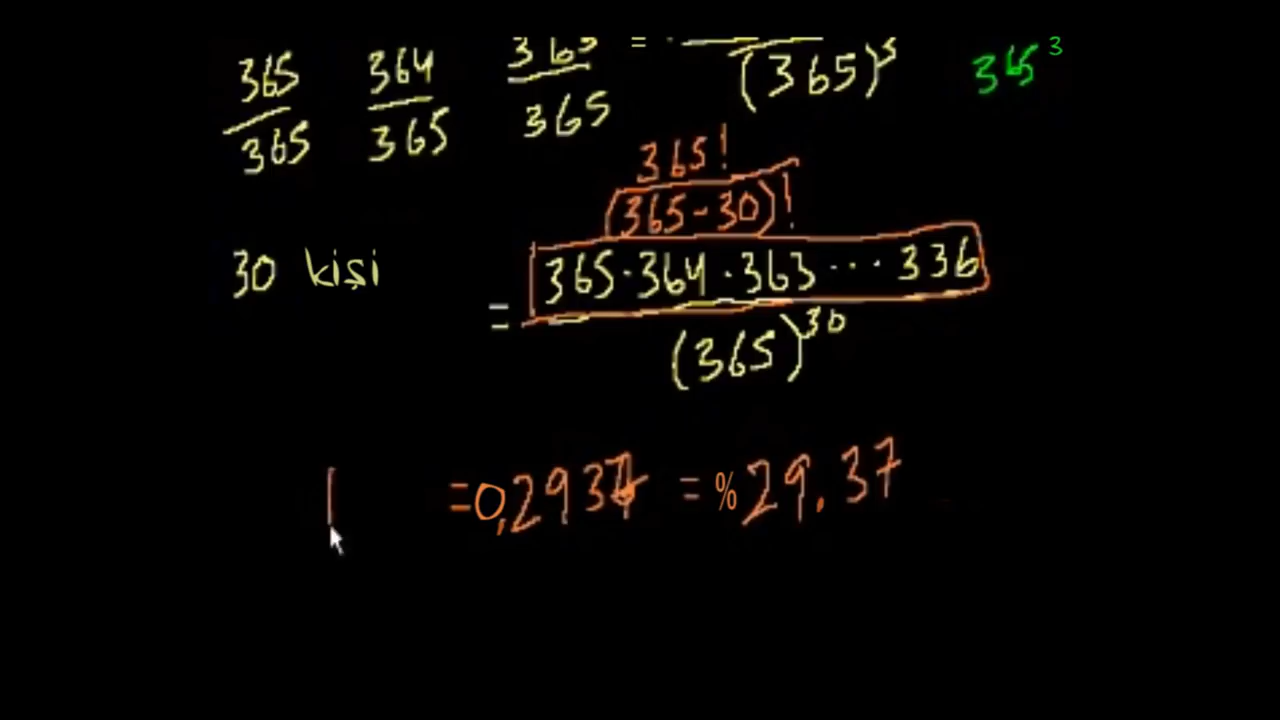 365/365 364/365 363/365 = (365)³ 365³
365!
(365-30)!
30 kişi = 365·364·363···336
(365)³⁰
=0,2937 = %29.37